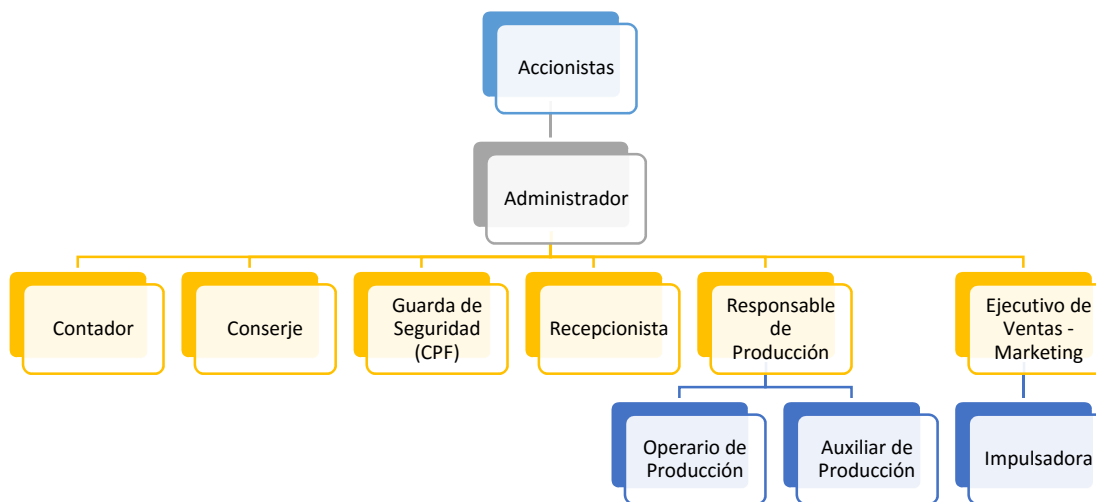 Accionistas
Administrador
Contador
Conserje
Guarda de
Seguridad
(CPF)
Recepcionista
Responsable
de
Producción
Ejecutivo de
Ventas -
Marketing
Operario de
Producción
Auxiliar de
Producción
Impulsadora